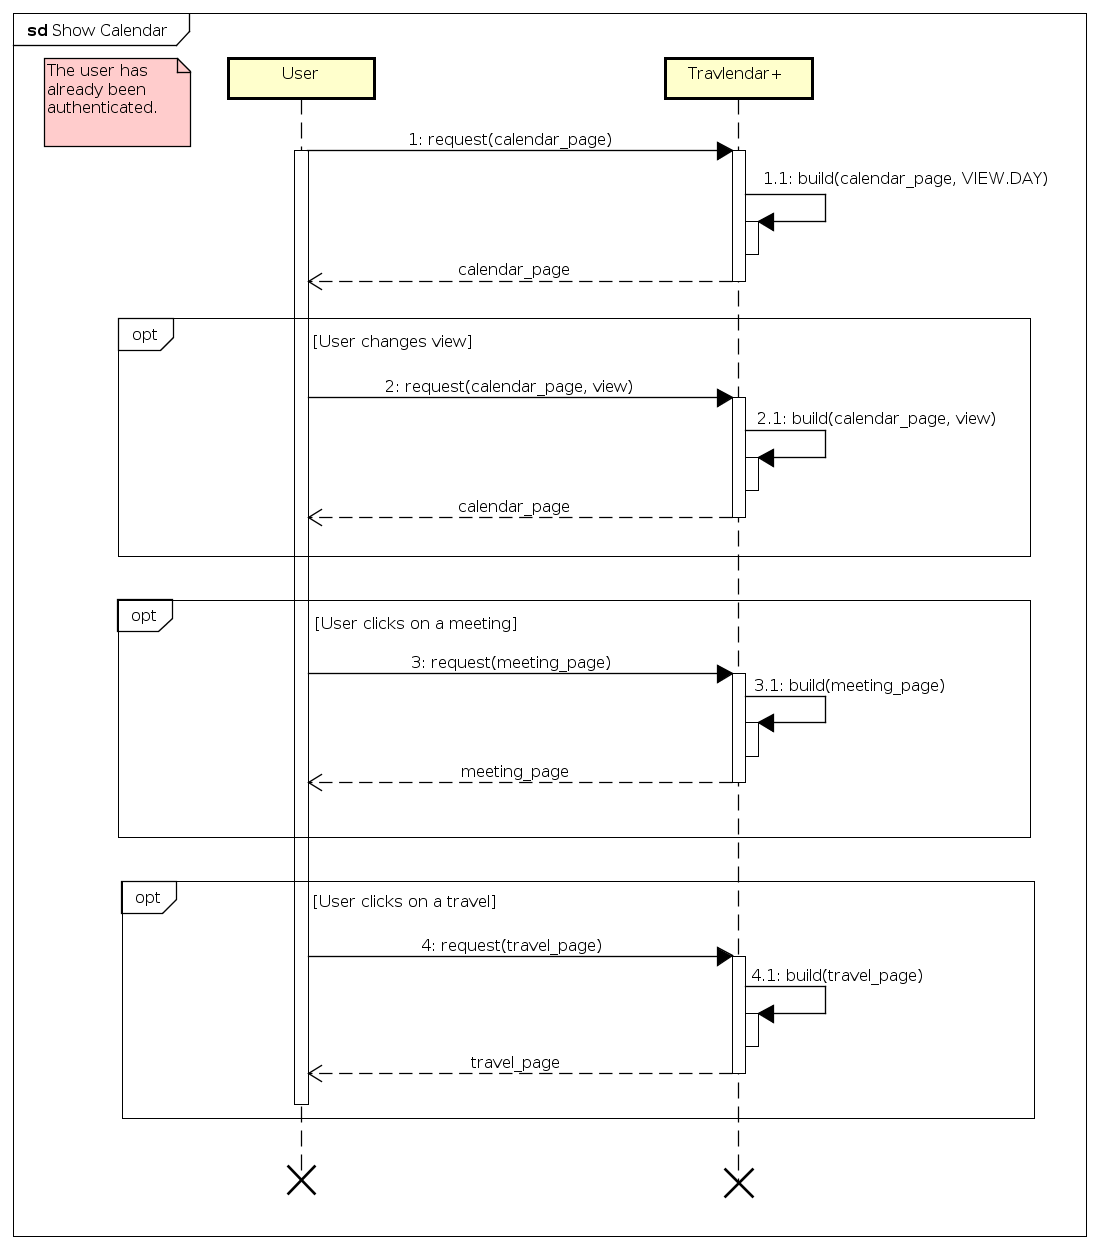 sd Show Calendar
The user has
already been
authenticated.
User
Travlendar+
1: request(calendar_page)
1.1: build(calendar_page, VIEW.DAY)
calendar_page
opt
[User changes view]
2: request(calendar_page, view)
2.1: build(calendar_page, view)
calendar_page
opt
[User clicks on a meeting]
3: request(meeting_page)
3.1: build(meeting_page)
meeting_page
opt
[User clicks on a travel]
4: request(travel_page)
4.1: build(travel_page)
travel_page